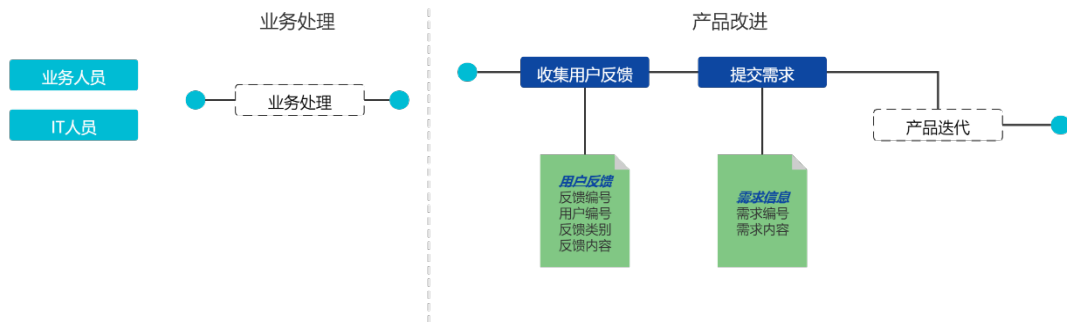 业务处理
产品改进
业务人员
IT人员
业务处理
收集用户反馈
提交需求
产品迭代
用户反馈
反馈编号
用户编号
反馈类别
反馈内容
需求信息
需求编号
需求内容